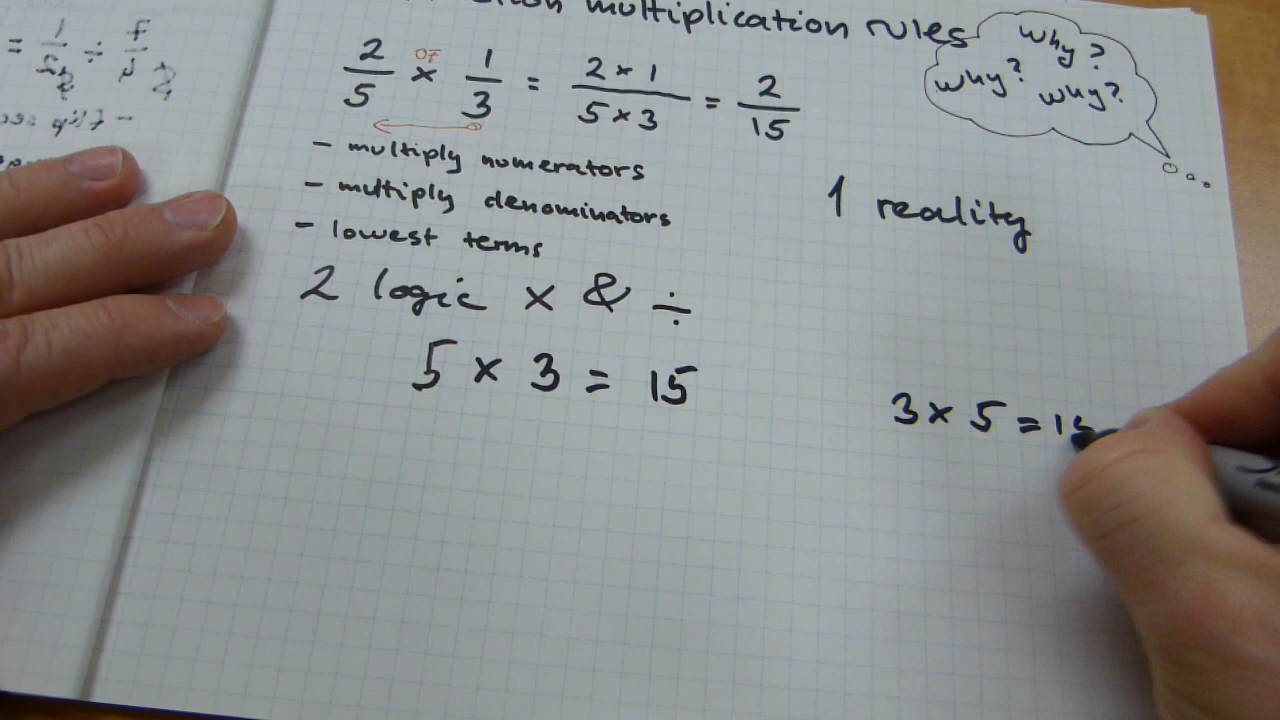 multiplication rules
2/5 × 1/3 = 2 × 1/5 × 3 = 2/15
of
why?
why? why?
- multiply numerators
- multiply denominators
- lowest terms
1 reality
2 logic × & ÷
5 × 3 = 15
3 × 5 = 15